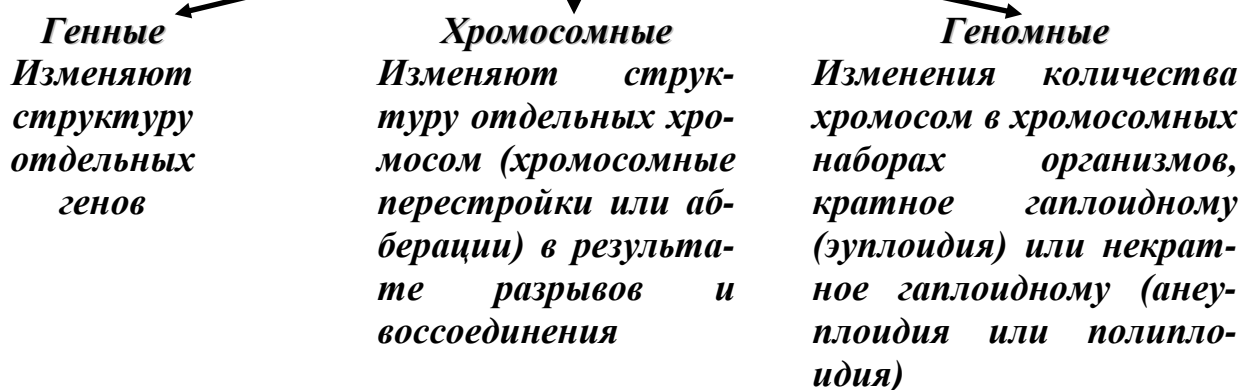 Генные
Изменяют
структуру
отдельных
генов
Хромосомные
Изменяют струк-
туру отдельных хро-
мосом (хромосомные
перестройки или аб-
берации) в результа-
те разрывов и
воссоединения
Геномные
Изменения количества
хромосом в хромосомных
наборах организмов,
кратное гаплоидному
(эуплоидия) или некрат-
ное гаплоидному (анеу-
плоидия или полипло-
идия)